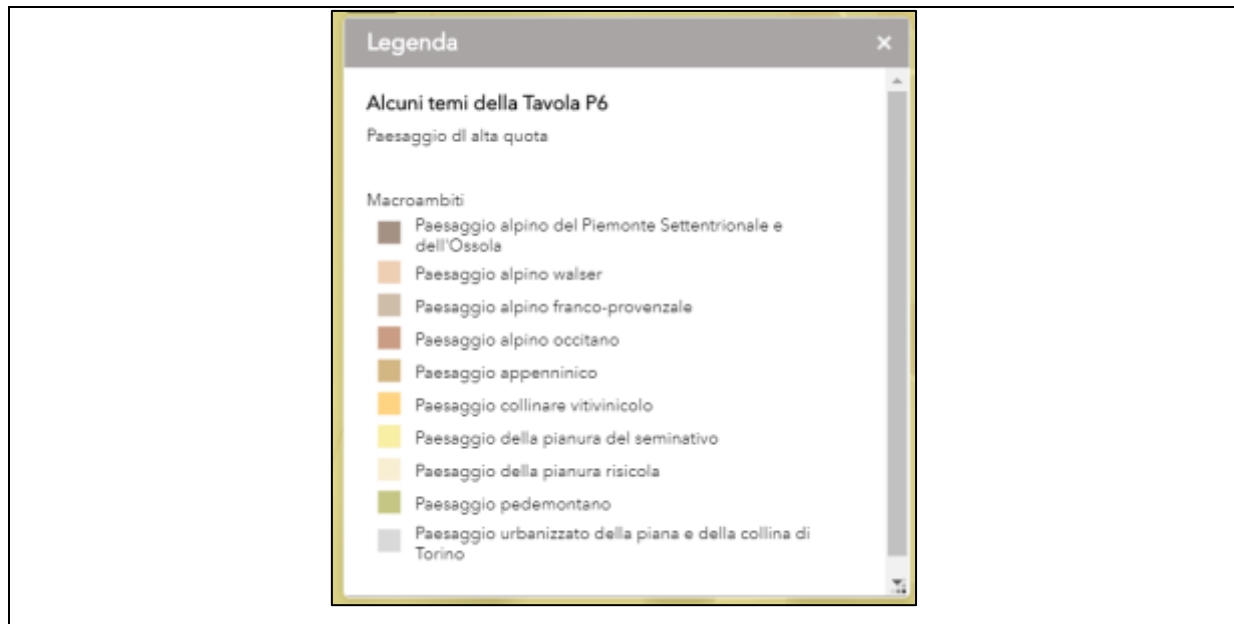 Legenda
Alcuni temi della Tavola P6
Paesaggio dI alta quota
Macroambiti
Paesaggio alpino del Piemonte Settentrionale e
dell'Ossola
Paesaggio alpino walser
Paesaggio alpino franco-provenzale
Paesaggio alpino occitano
Paesaggio appenninico
Paesaggio collinare vitivinicolo
Paesaggio della pianura del seminativo
Paesaggio della pianura risicola
Paesaggio pedemontano
Paesaggio urbanizzato della piana e della collina di
Torino